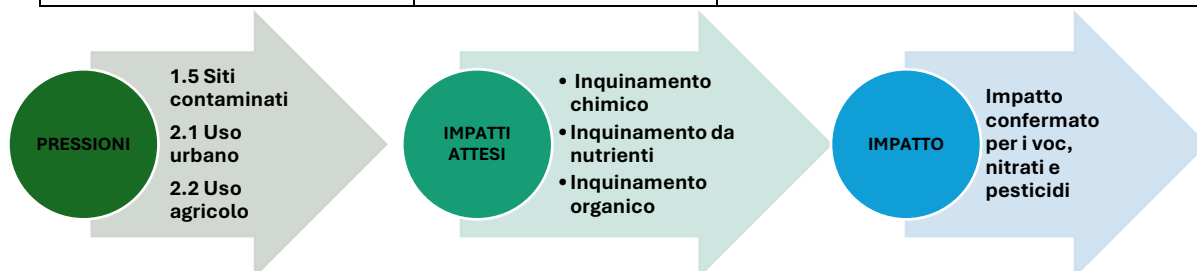 PRESSIONI
1.5 Siti
contaminati
2.1 Uso
urbano
2.2 Uso
agricolo
IMPATTI
ATTESI
• Inquinamento
chimico
• Inquinamento da
nutrienti
• Inquinamento
organico
IMPATTO
Impatto
confermato
per i voc,
nitrati e
pesticidi